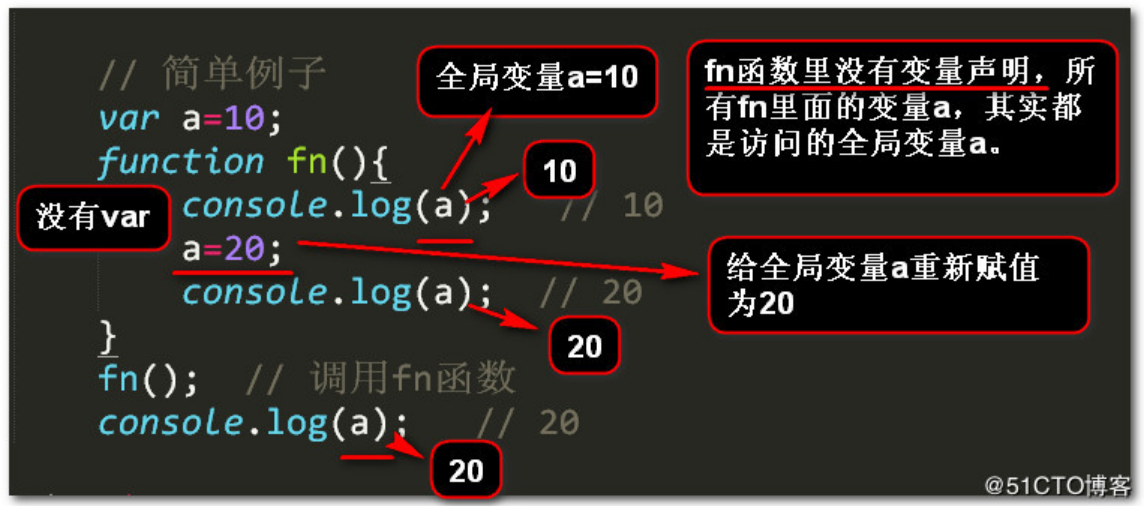 // 简单例子
全局变量a=10
fn函数里没有变量声明，所
有fn里面的变量a，其实都
是访问的全局变量a。
var a=10;
function fn(){
10
没有var
console.log(a);   // 10
a=20;
给全局变量a重新赋值
为20
console.log(a);  // 20
20
}
fn();  // 调用fn函数
console.log(a);   // 20
20
@51CTO博客